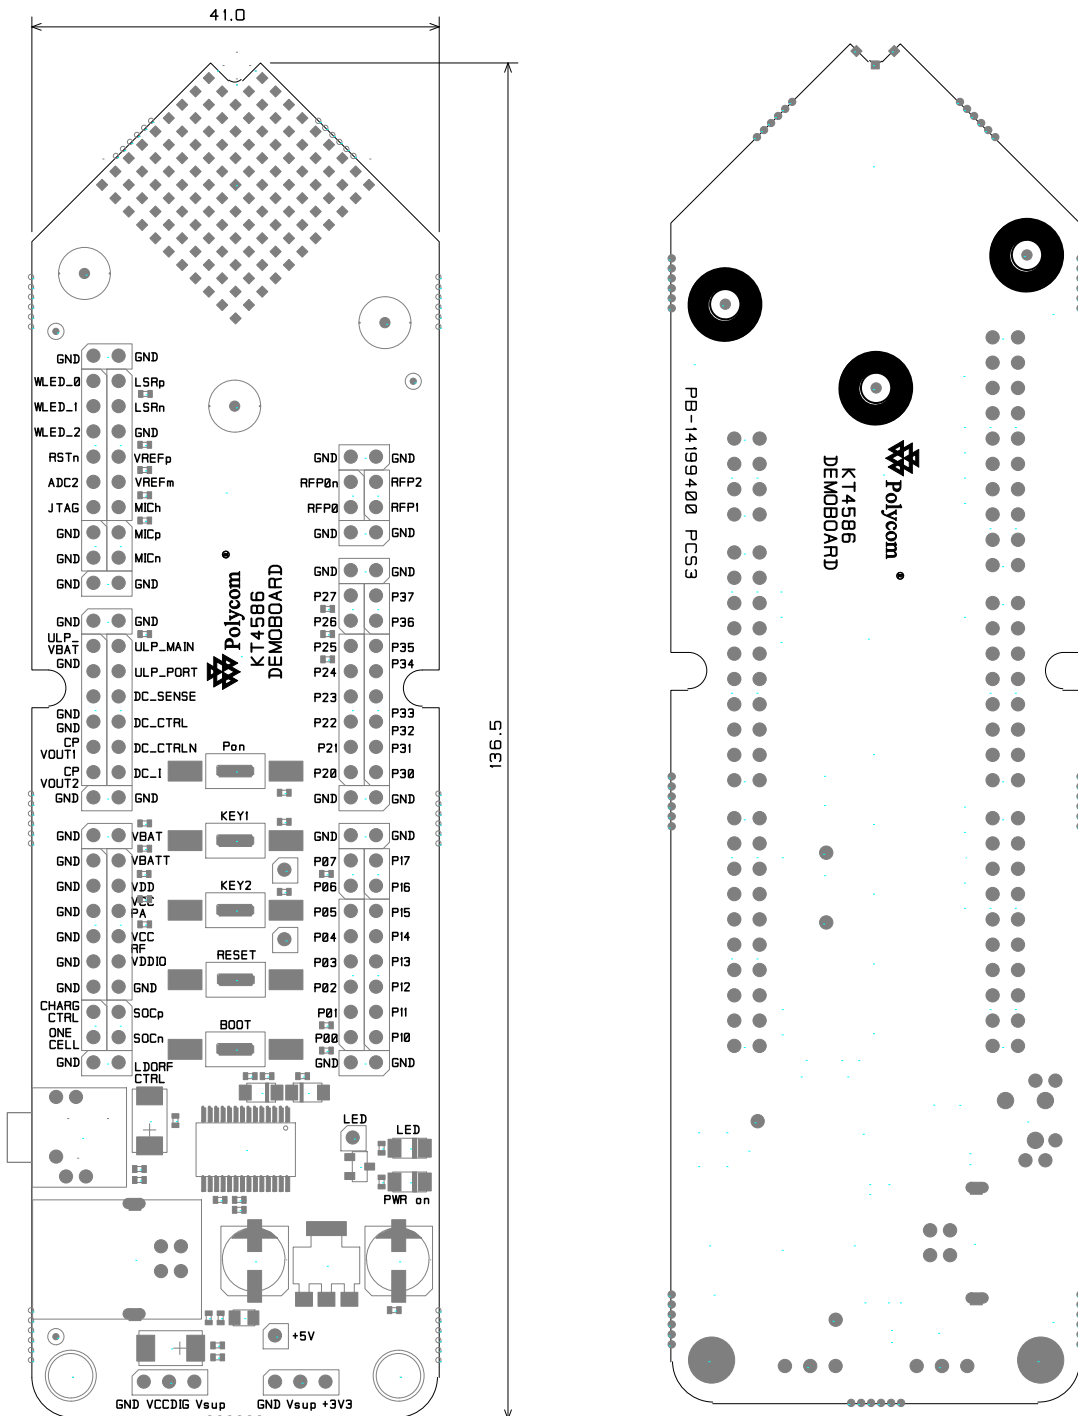 41.0
136.5
GND GND
WLED_0 LSRp
WLED_1 LSRn
WLED_2 GND
RSTn VREFp
ADC2 VREFm
JTAG MICh
GND MICp
GND MICn
GND GND
GND GND
RFP0n RFP2
RFP0 RFP1
GND GND
GND GND
ULP_
VBAT ULP_MAIN
GND ULP_PORT
DC_SENSE
GND DC_CTRL
GND
CP
VOUT1 DC_CTRLN
CP
VOUT2 DC_I
GND GND
Polycom
®
KT4586
DEMOBOARD
GND GND
P27 P37
P26 P36
P25 P35
P24 P34
P23 P33
P22 P32
P21 P31
P20 P30
GND GND
Pon
KEY1
KEY2
RESET
BOOT
GND VBAT
GND VBATT
GND VDD
GND VCC
PA
GND VCC
RF
GND VDDIO
GND GND
CHARG
CTRL SOCp
ONE
CELL SOCn
GND LDORF
CTRL
GND GND
P07 P17
P06 P16
P05 P15
P04 P14
P03 P13
P02 P12
P01 P11
P00 P10
GND GND
LED LED
PWR on
+5V
GND VCCDIG Vsup
GND Vsup +3V3
PB-14199400 PCS3
KT4586
DEMOBOARD
Polycom
®